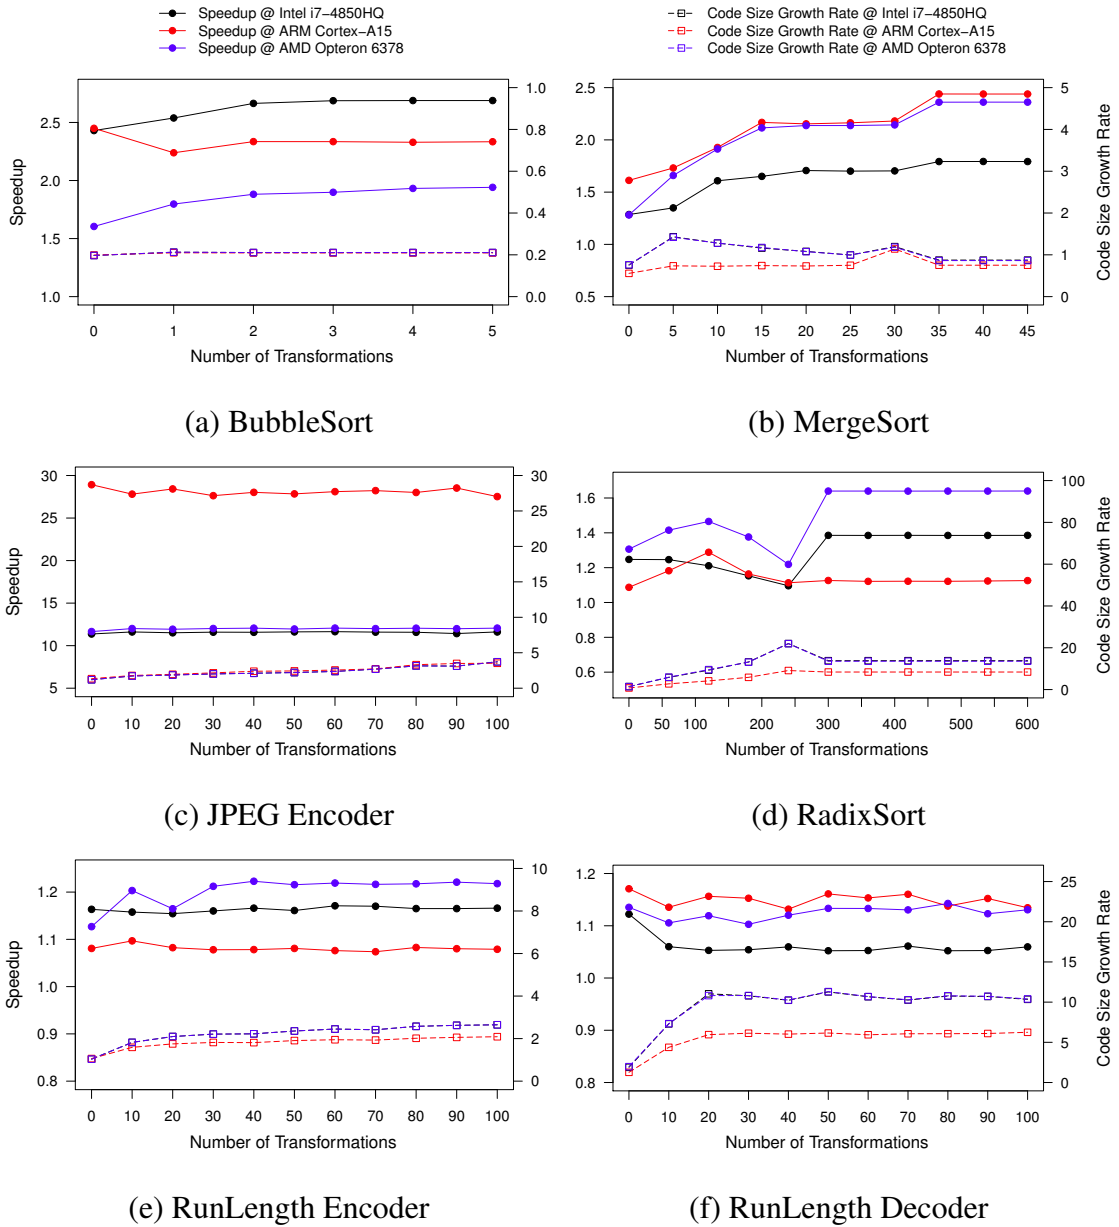 Speedup @ Intel i7-4850HQ
Speedup @ ARM Cortex-A15
Speedup @ AMD Opteron 6378
Code Size Growth Rate @ Intel i7-4850HQ
Code Size Growth Rate @ ARM Cortex-A15
Code Size Growth Rate @ AMD Opteron 6378
Speedup
1.0 1.5 2.0 2.5
0.0 0.2 0.4 0.6 0.8 1.0
0 1 2 3 4 5
Number of Transformations
(a) BubbleSort
0.5 1.0 1.5 2.0 2.5
0 1 2 3 4 5
Code Size Growth Rate
0 5 10 15 20 25 30 35 40 45
Number of Transformations
(b) MergeSort
Speedup
5 10 15 20 25 30
0 5 10 15 20 25 30
0 10 20 30 40 50 60 70 80 90 100
Number of Transformations
(c) JPEG Encoder
0.6 0.8 1.0 1.2 1.4 1.6
0 20 40 60 80 100
Code Size Growth Rate
0 50 100 200 300 400 500 600
Number of Transformations
(d) RadixSort
Speedup
0.8 0.9 1.0 1.1 1.2
0 2 4 6 8 10
0 10 20 30 40 50 60 70 80 90 100
Number of Transformations
(e) RunLength Encoder
0.8 0.9 1.0 1.1 1.2
0 5 10 15 20 25
Code Size Growth Rate
0 10 20 30 40 50 60 70 80 90 100
Number of Transformations
(f) RunLength Decoder